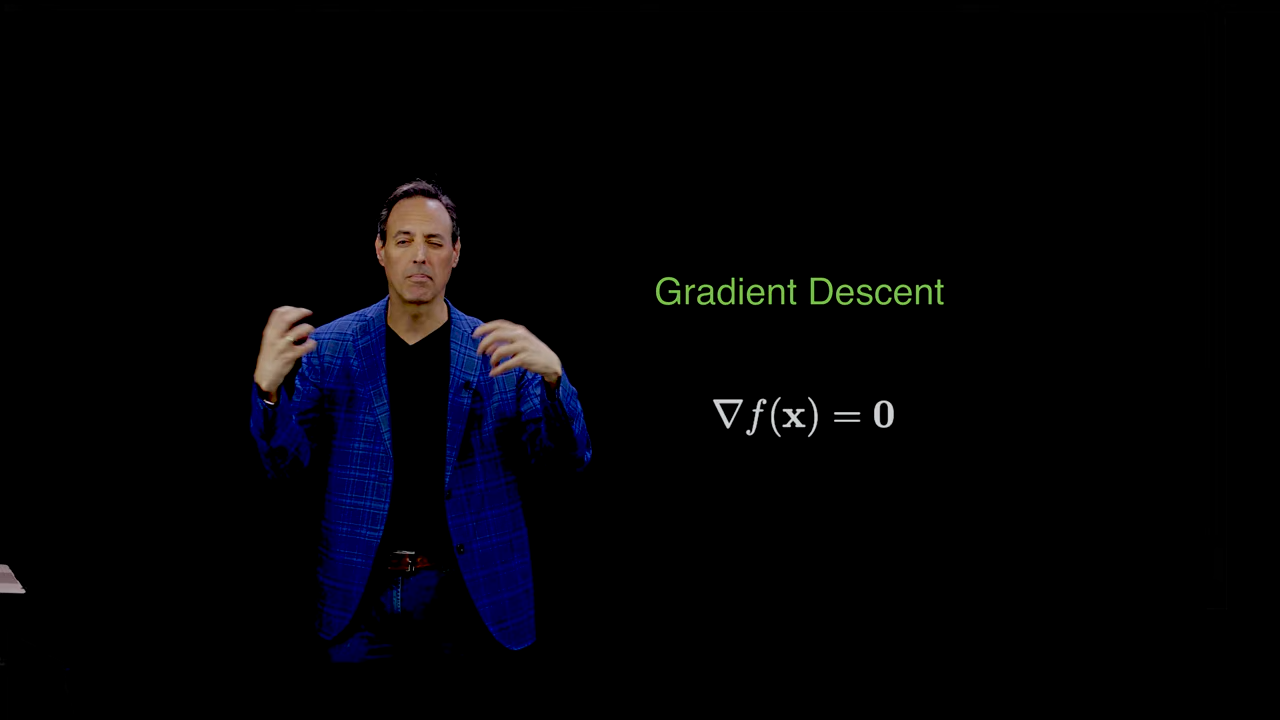 Gradient Descent
∇f(𝐱) = 𝟎